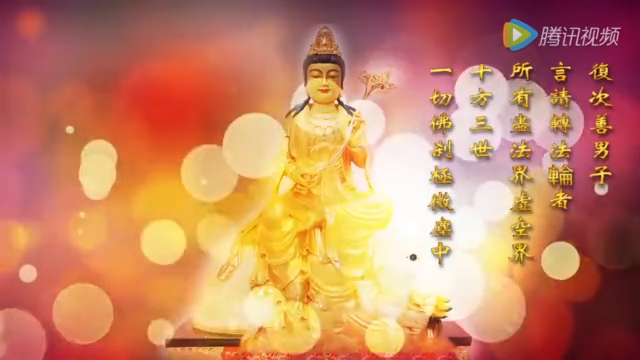 腾讯视频
復次善男子
言請轉法輪者
所有盡法界虛空界
十方三世
一切佛刹極微塵中